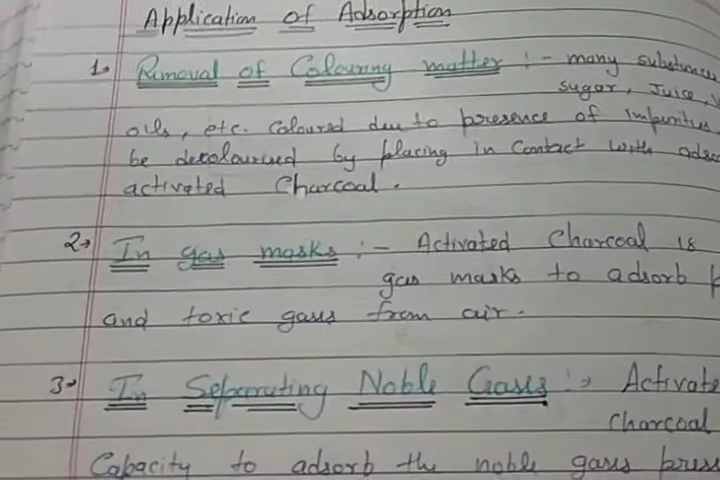 Application of Adsorption
1. Removal of Colouring matter :- many substances
sugar, Juice,
oils, etc. Coloured due to presence of impurities
be decolourised by placing in Contact with
activated Charcoal.
2→ In gas masks :- Activated Charcoal is
gas masks to adsorb
and toxic gases from air.
3→ In Seperating Noble Gases :→ Activate
Charcoal
Capacity to adsorb the noble gases